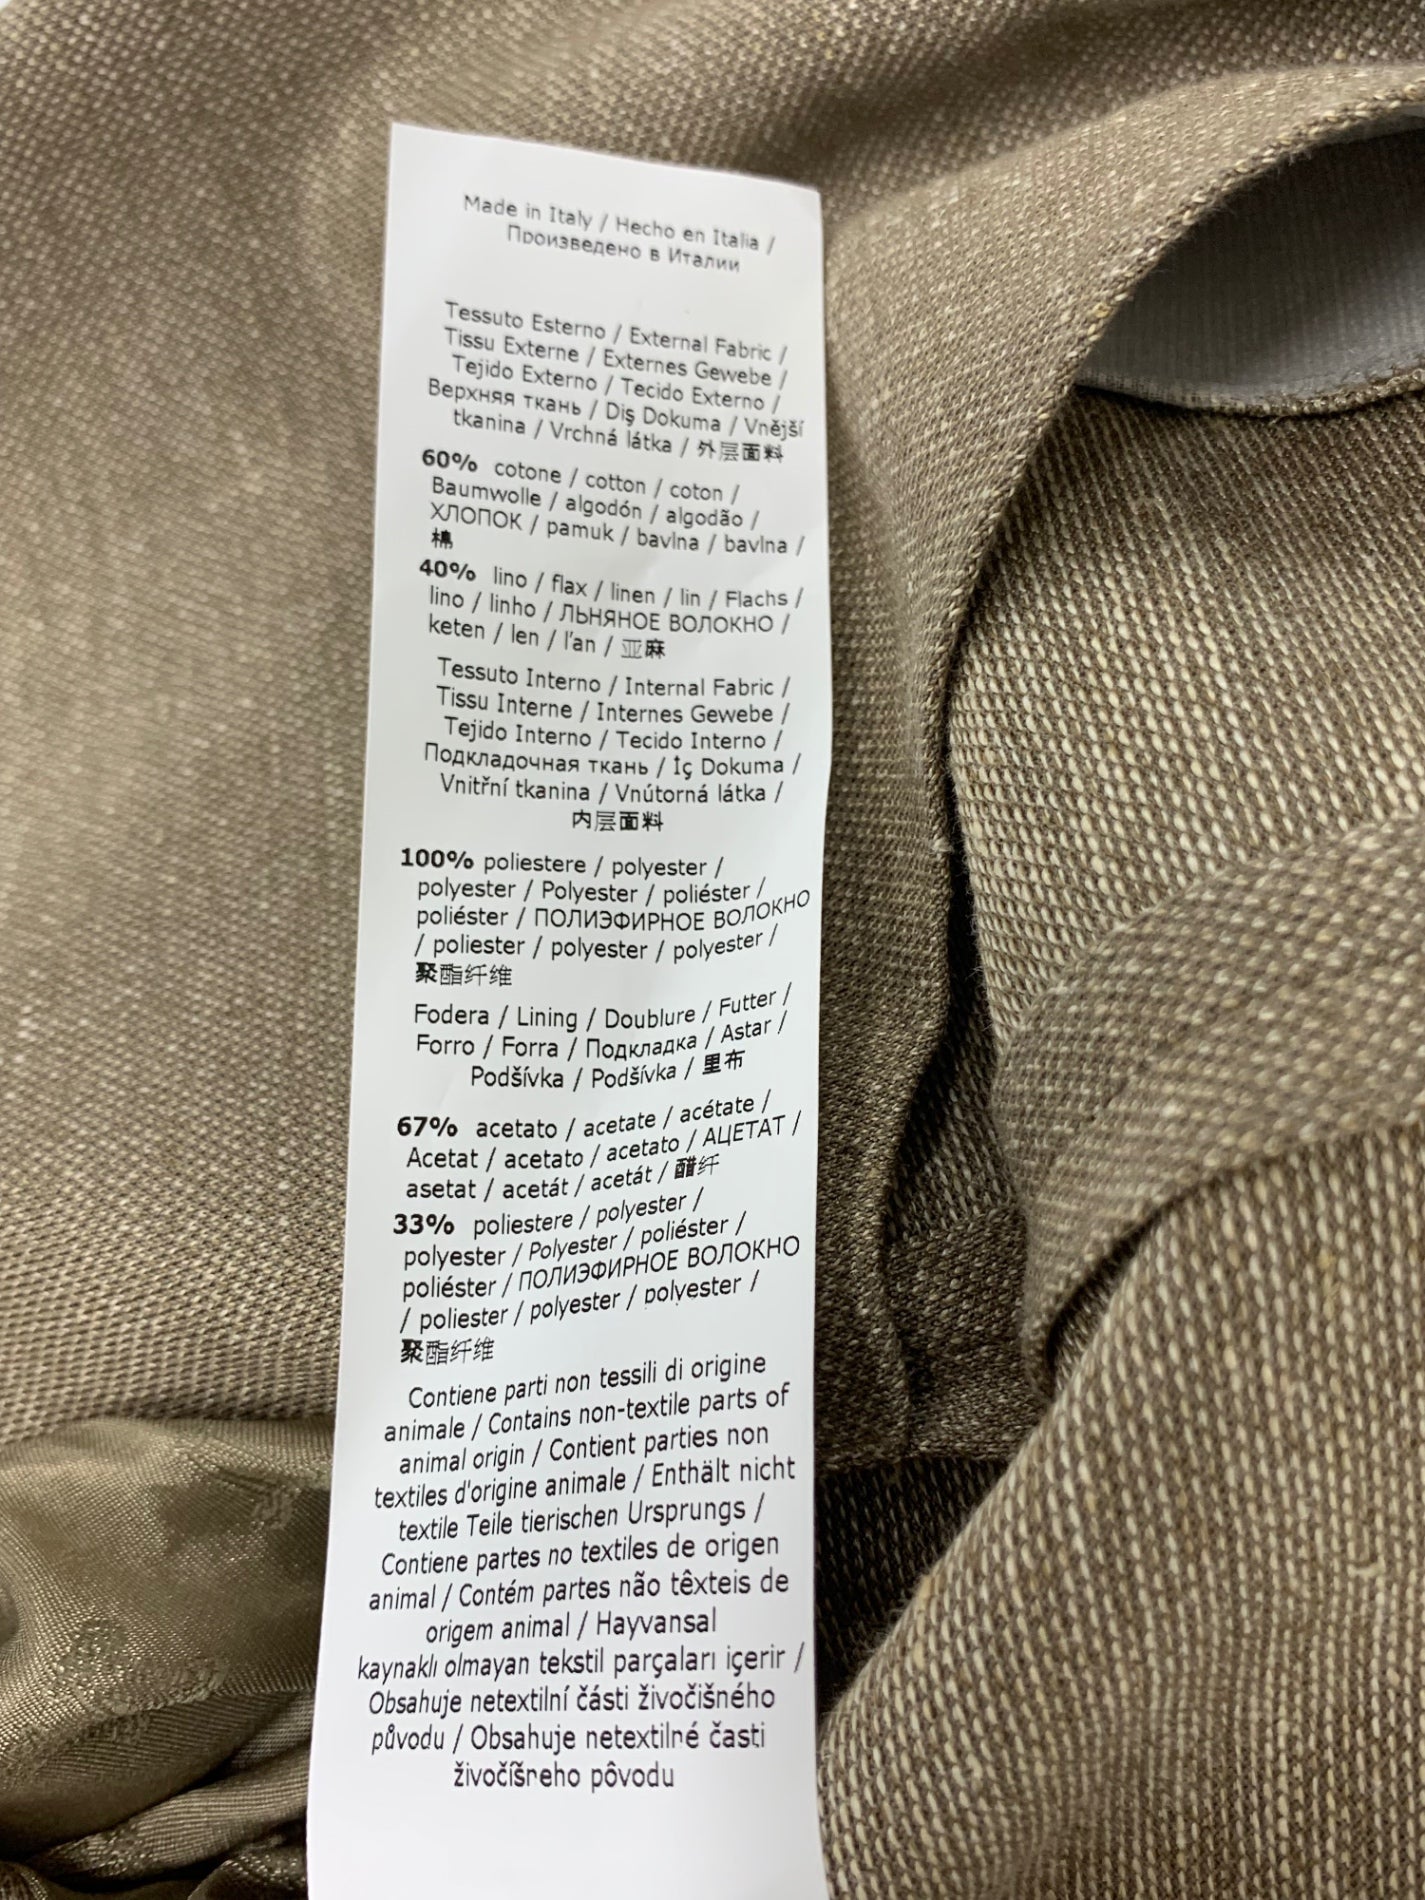 Made in Italy / Hecho en Italia /
Произведено в Италии
Tessuto Esterno / External Fabric /
Tissu Externe / Externes Gewebe /
Tejido Externo / Tecido Externo /
Верхняя ткань / Diş Dokuma / Vnější
tkanina / Vrchná látka / 外层面料
60% cotone / cotton / coton /
Baumwolle / algodón / algodão /
ХЛОПОК / pamuk / bavlna / bavlna /
棉
40% lino / flax / linen / lin / Flachs /
lino / linho / ЛЬНЯНОЕ ВОЛОКНО /
keten / len / l'an / 亚麻
Tessuto Interno / Internal Fabric /
Tissu Interne / Internes Gewebe /
Tejido Interno / Tecido Interno /
Подкладочная ткань / İç Dokuma /
Vnitřní tkanina / Vnútorná látka /
内层面料
100% poliestere / polyester /
polyester / Polyester / poliéster /
poliéster / ПОЛИЭФИРНОЕ ВОЛОКНО
/ poliester / polyester / polyester /
聚酯纤维
Fodera / Lining / Doublure / Futter /
Forro / Forra / Подкладка / Astar /
Podšívka / Podšívka / 里布
67% acetato / acetate / acétate /
Acetat / acetato / acetato / АЦЕТАТ /
asetat / acetát / acetát / 醋纤
33% poliestere / polyester /
polyester / Polyester / poliéster /
poliéster / ПОЛИЭФИРНОЕ ВОЛОКНО
/ poliester / polyester / polyester /
聚酯纤维
Contiene parti non tessili di origine
animale / Contains non-textile parts of
animal origin / Contient parties non
textiles d'origine animale / Enthält nicht
textile Teile tierischen Ursprungs /
Contiene partes no textiles de origen
animal / Contém partes não têxteis de
origem animal / Hayvansal
kaynaklı olmayan tekstil parçaları içerir /
Obsahuje netextilní části živočišného
původu / Obsahuje netextilné časti
živočíšneho pôvodu